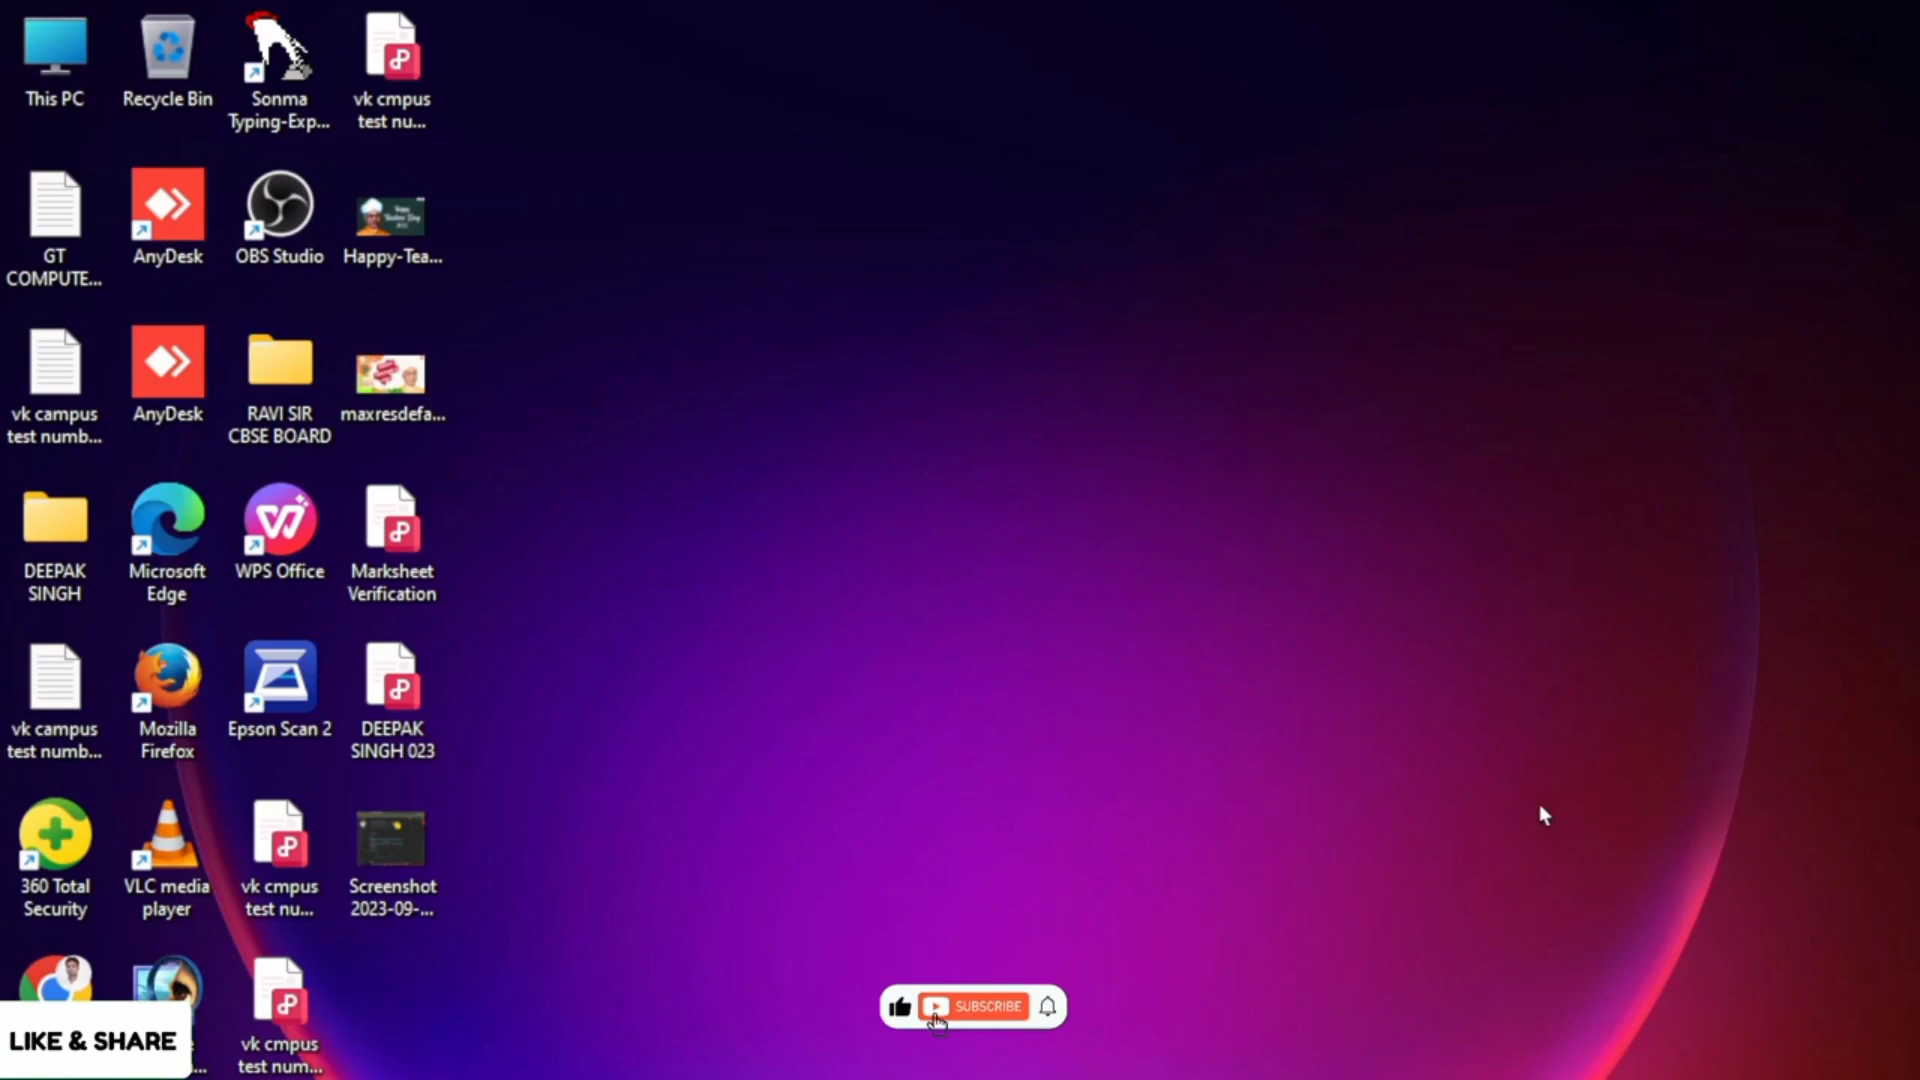 This PC
Recycle Bin
Sonma
Typing-Exp...
vk cmpus
test nu...
GT
COMPUTE...
AnyDesk
OBS Studio
Happy-Tea...
vk campus
test numb...
AnyDesk
RAVI SIR
CBSE BOARD
maxresdefa...
DEEPAK
SINGH
Microsoft
Edge
WPS Office
Marksheet
Verification
vk campus
test numb...
Mozilla
Firefox
Epson Scan 2
DEEPAK
SINGH 023
360 Total
Security
VLC media
player
vk cmpus
test nu...
Screenshot
2023-09-...
vk cmpus
test num...
LIKE & SHARE
SUBSCRIBE